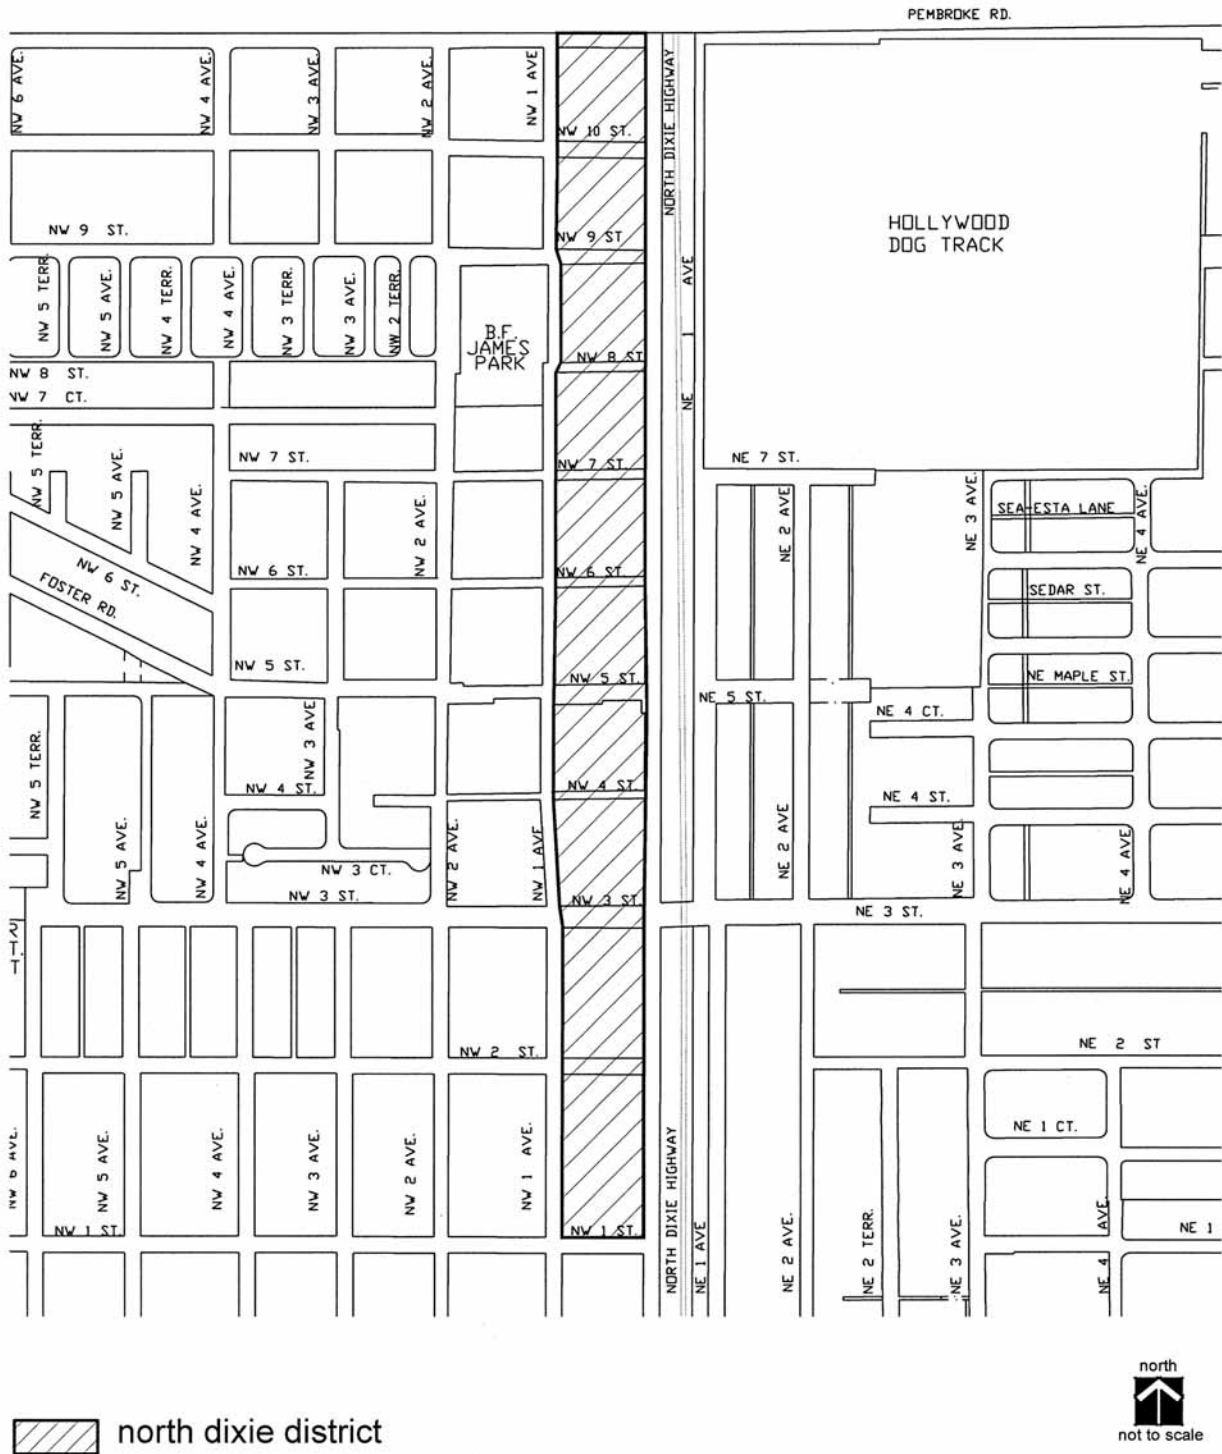 PEMBROKE RD.
NW 6 AVE.
NW 4 AVE.
NW 3 AVE.
NW 2 AVE.
NW 1 AVE
NORTH DIXIE HIGHWAY
NW 10 ST.
HOLLYWOOD
DOG TRACK
NW 9 ST.
NW 9 ST
NW 5 TERR.
NW 5 AVE.
NW 4 TERR.
NW 4 AVE.
NW 3 TERR.
NW 3 AVE.
NW 2 TERR.
B.F.
JAMES
PARK
NE 1 AVE
NW 8 ST
NW 8 ST.
NW 7 CT.
NW 5 TERR.
NW 5 AVE.
NW 4 AVE.
NW 7 ST.
NW 7 ST.
NE 7 ST.
NW 2 AVE.
NE 2 AVE
NE 3 AVE.
SEA-ESTA LANE
NE 4 AVE.
NW 6 ST.
FOSTER RD.
NW 6 ST.
NW 6 ST.
SEDAR ST.
NW 5 ST.
NW 5 ST.
NE 5 ST.
NE MAPLE ST.
NE 4 CT.
NW 5 TERR.
NW 3 AVE
NW 4 ST.
NW 4 ST.
NE 4 ST.
NW 5 AVE.
NW 4 AVE.
NW 2 AVE.
NW 1 AVE
NE 2 AVE
NE 3 AVE.
NE 4 AVE
NW 3 CT.
NW 3 ST.
NW 3 ST.
NE 3 ST.
NW 2 ST.
NE 2 ST
NE 1 CT.
NW 6 AVE.
NW 5 AVE.
NW 4 AVE.
NW 3 AVE.
NW 2 AVE.
NW 1 AVE.
NORTH DIXIE HIGHWAY
NE 1 AVE
NE 2 AVE.
NE 2 TERR.
NE 3 AVE.
NE 4 AVE
NW 1 ST.
NW 1 ST.
NE 1
north
not to scale
north dixie district